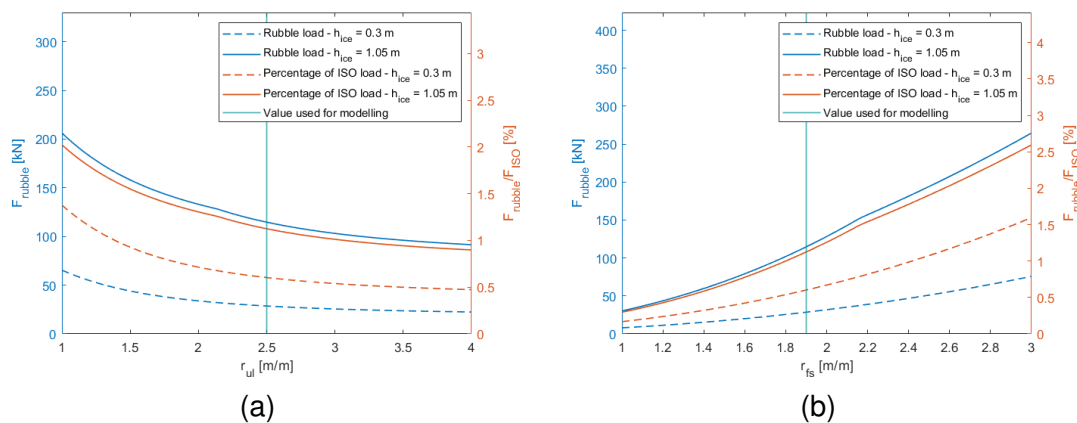 Rubble load - h_ice = 0.3 m
Rubble load - h_ice = 1.05 m
Percentage of ISO load - h_ice = 0.3 m
Percentage of ISO load - h_ice = 1.05 m
Value used for modelling
F_rubble [kN]
300
250
200
150
100
50
0
F_rubble/F_ISO [%]
3
2.5
2
1.5
1
0.5
0
1 1.5 2 2.5 3 3.5 4
r_ul [m/m]
(a)
Rubble load - h_ice = 0.3 m
Rubble load - h_ice = 1.05 m
Percentage of ISO load - h_ice = 0.3 m
Percentage of ISO load - h_ice = 1.05 m
Value used for modelling
F_rubble [kN]
400
350
300
250
200
150
100
50
0
F_rubble/F_ISO [%]
4
3.5
3
2.5
2
1.5
1
0.5
0
1 1.2 1.4 1.6 1.8 2 2.2 2.4 2.6 2.8 3
r_fs [m/m]
(b)